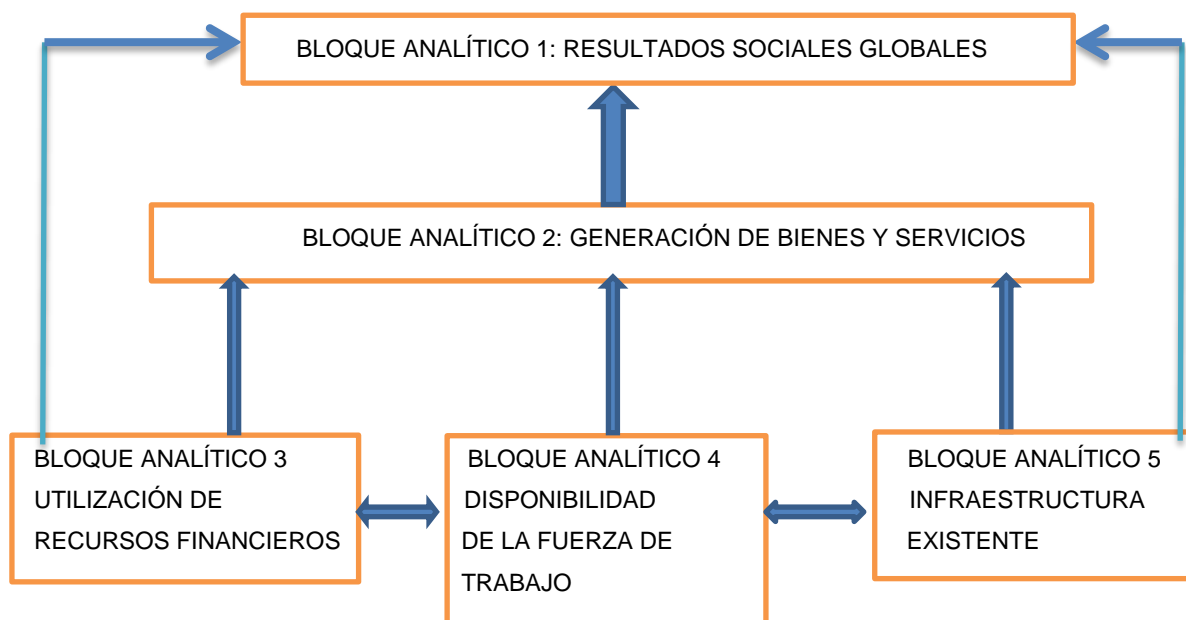 BLOQUE ANALÍTICO 1: RESULTADOS SOCIALES GLOBALES
BLOQUE ANALÍTICO 2: GENERACIÓN DE BIENES Y SERVICIOS
BLOQUE ANALÍTICO 3
UTILIZACIÓN DE
RECURSOS FINANCIEROS
BLOQUE ANALÍTICO 4
DISPONIBILIDAD
DE LA FUERZA DE
TRABAJO
BLOQUE ANALÍTICO 5
INFRAESTRUCTURA
EXISTENTE